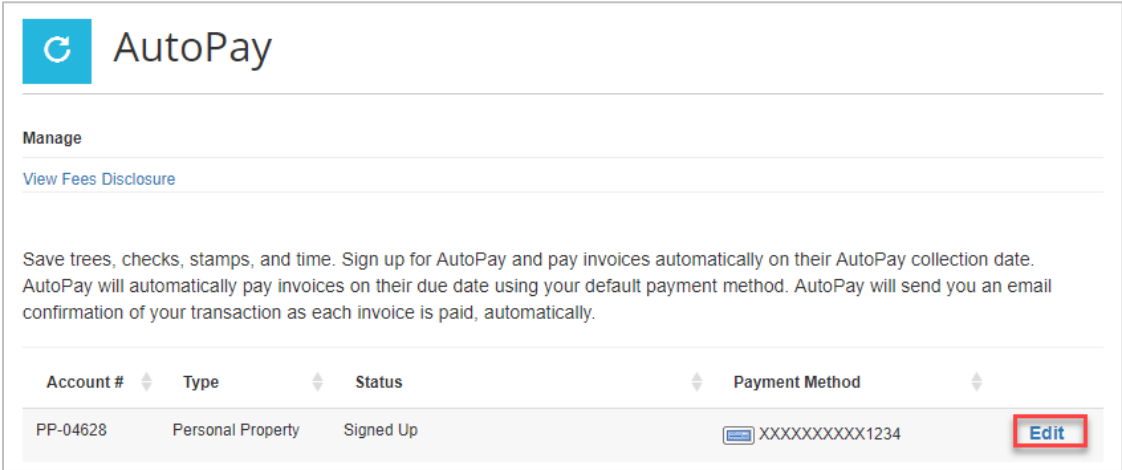 AutoPay
Manage
View Fees Disclosure
Save trees, checks, stamps, and time. Sign up for AutoPay and pay invoices automatically on their AutoPay collection date.
AutoPay will automatically pay invoices on their due date using your default payment method. AutoPay will send you an email
confirmation of your transaction as each invoice is paid, automatically.
Account # Type Status Payment Method
PP-04628 Personal Property Signed Up XXXXXXXXXX1234 Edit